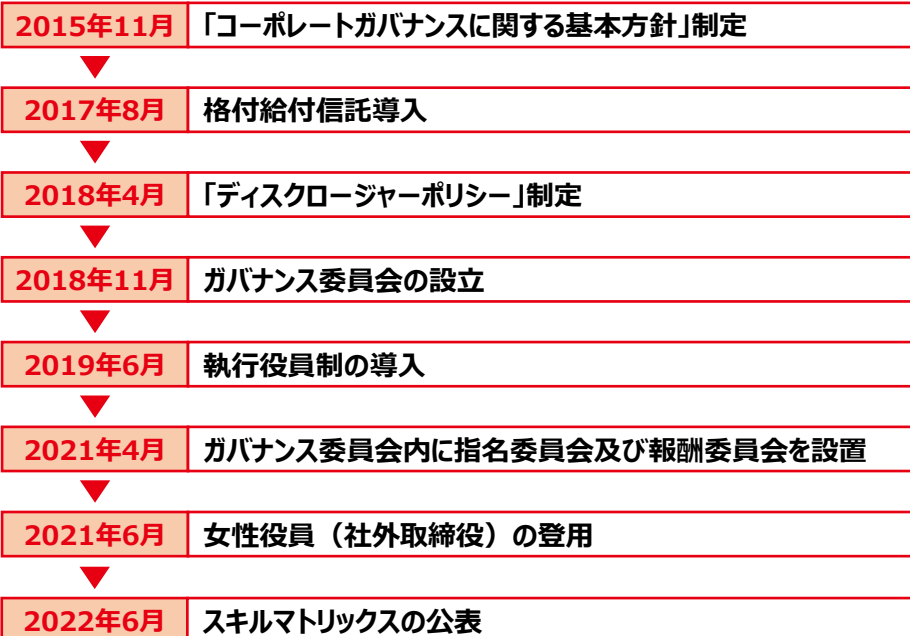 2015年11月 「コーポレートガバナンスに関する基本方針」制定
2017年8月 格付給付信託導入
2018年4月 「ディスクロージャーポリシー」制定
2018年11月 ガバナンス委員会の設立
2019年6月 執行役員制の導入
2021年4月 ガバナンス委員会内に指名委員会及び報酬委員会を設置
2021年6月 女性役員（社外取締役）の登用
2022年6月 スキルマトリックスの公表